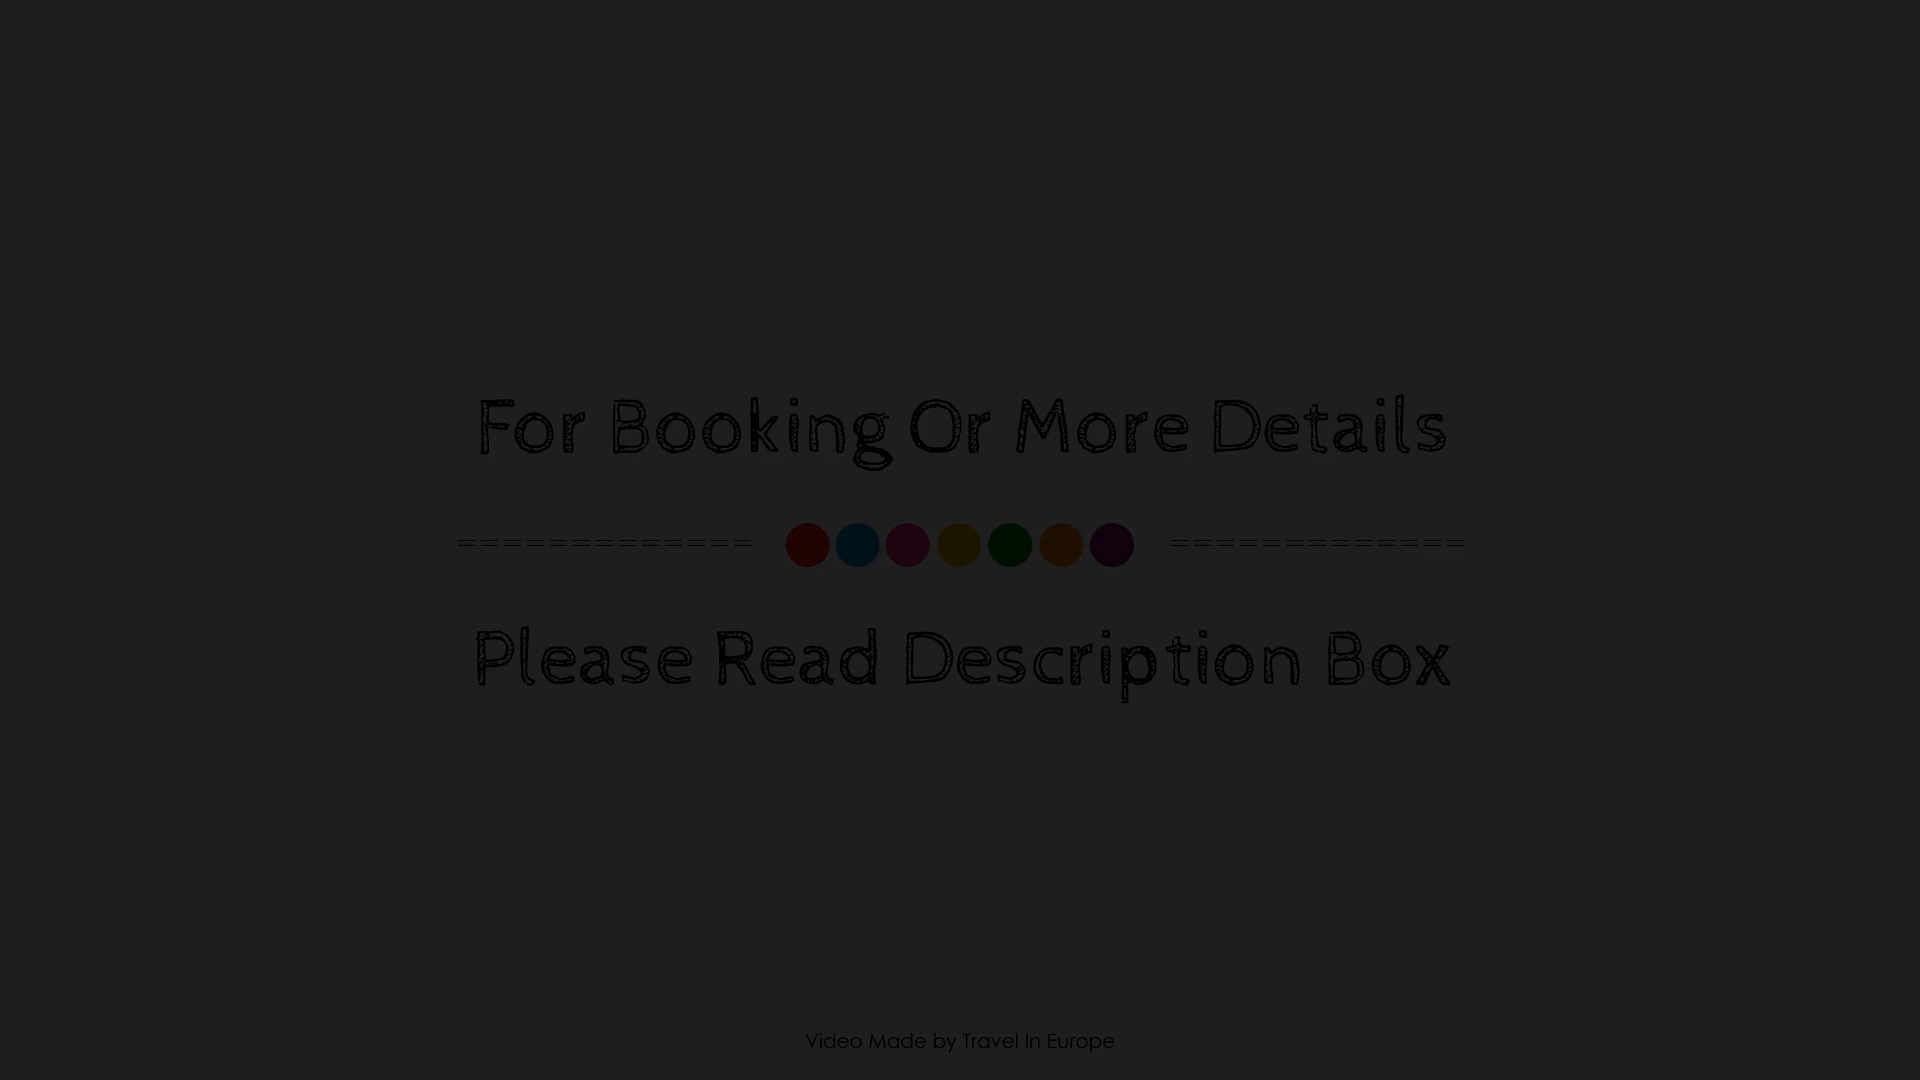 For Booking Or More Details
============= =============
Please Read Description Box
Video Made by Travel In Europe